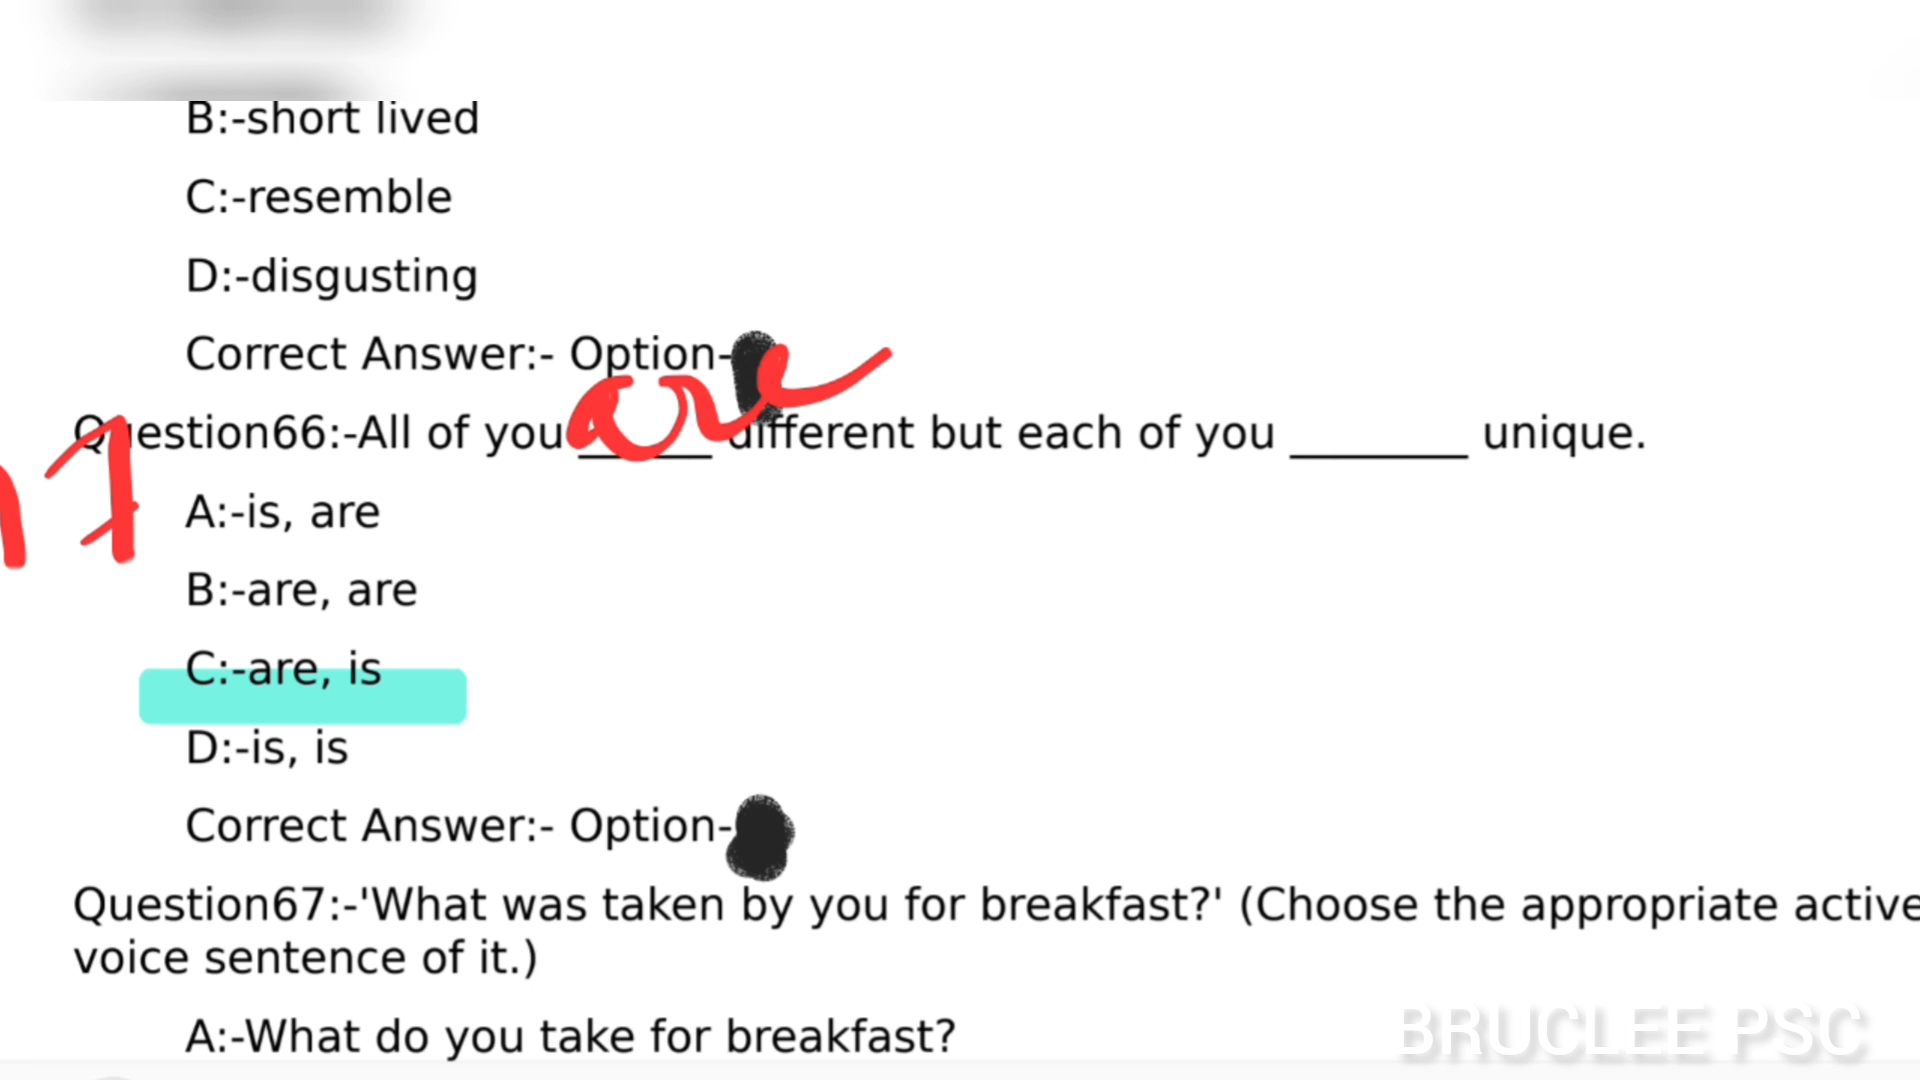 B:-short lived
C:-resemble
D:-disgusting
Correct Answer:- Option-
are
Question66:-All of you ______ different but each of you ________ unique.
A:-is, are
B:-are, are
C:-are, is
D:-is, is
Correct Answer:- Option-
Question67:-'What was taken by you for breakfast?' (Choose the appropriate active
voice sentence of it.)
A:-What do you take for breakfast?
BRUCLEE PSC